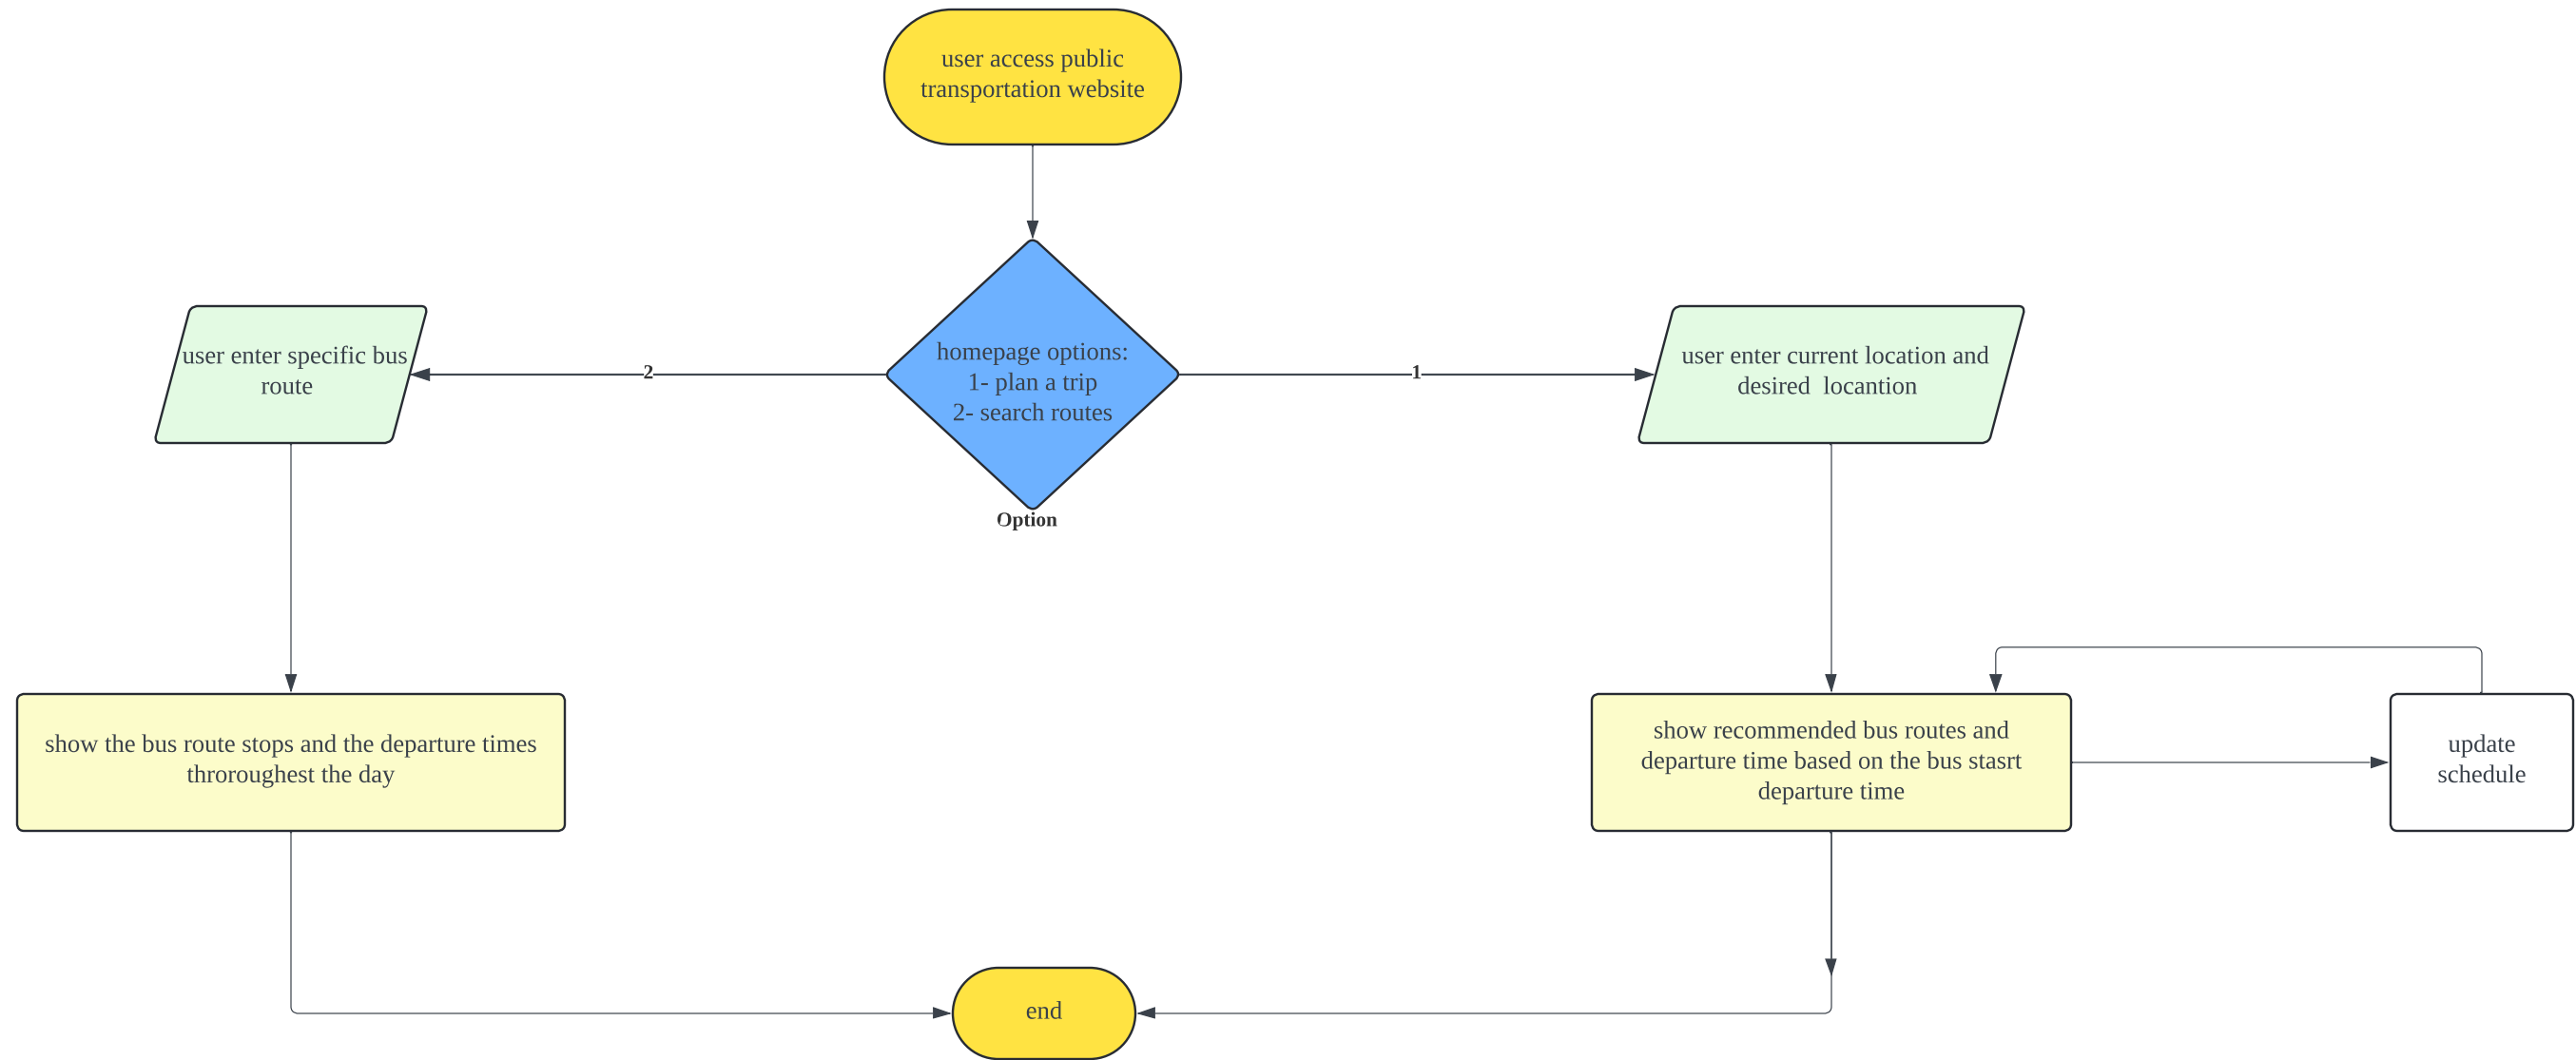 user access public
transportation website
user enter specific bus
route
2
homepage options:
1- plan a trip
2- search routes
1
user enter current location and
desired  locantion
Option
show the bus route stops and the departure times
throroughest the day
show recommended bus routes and
departure time based on the bus stasrt
departure time
update
schedule
end